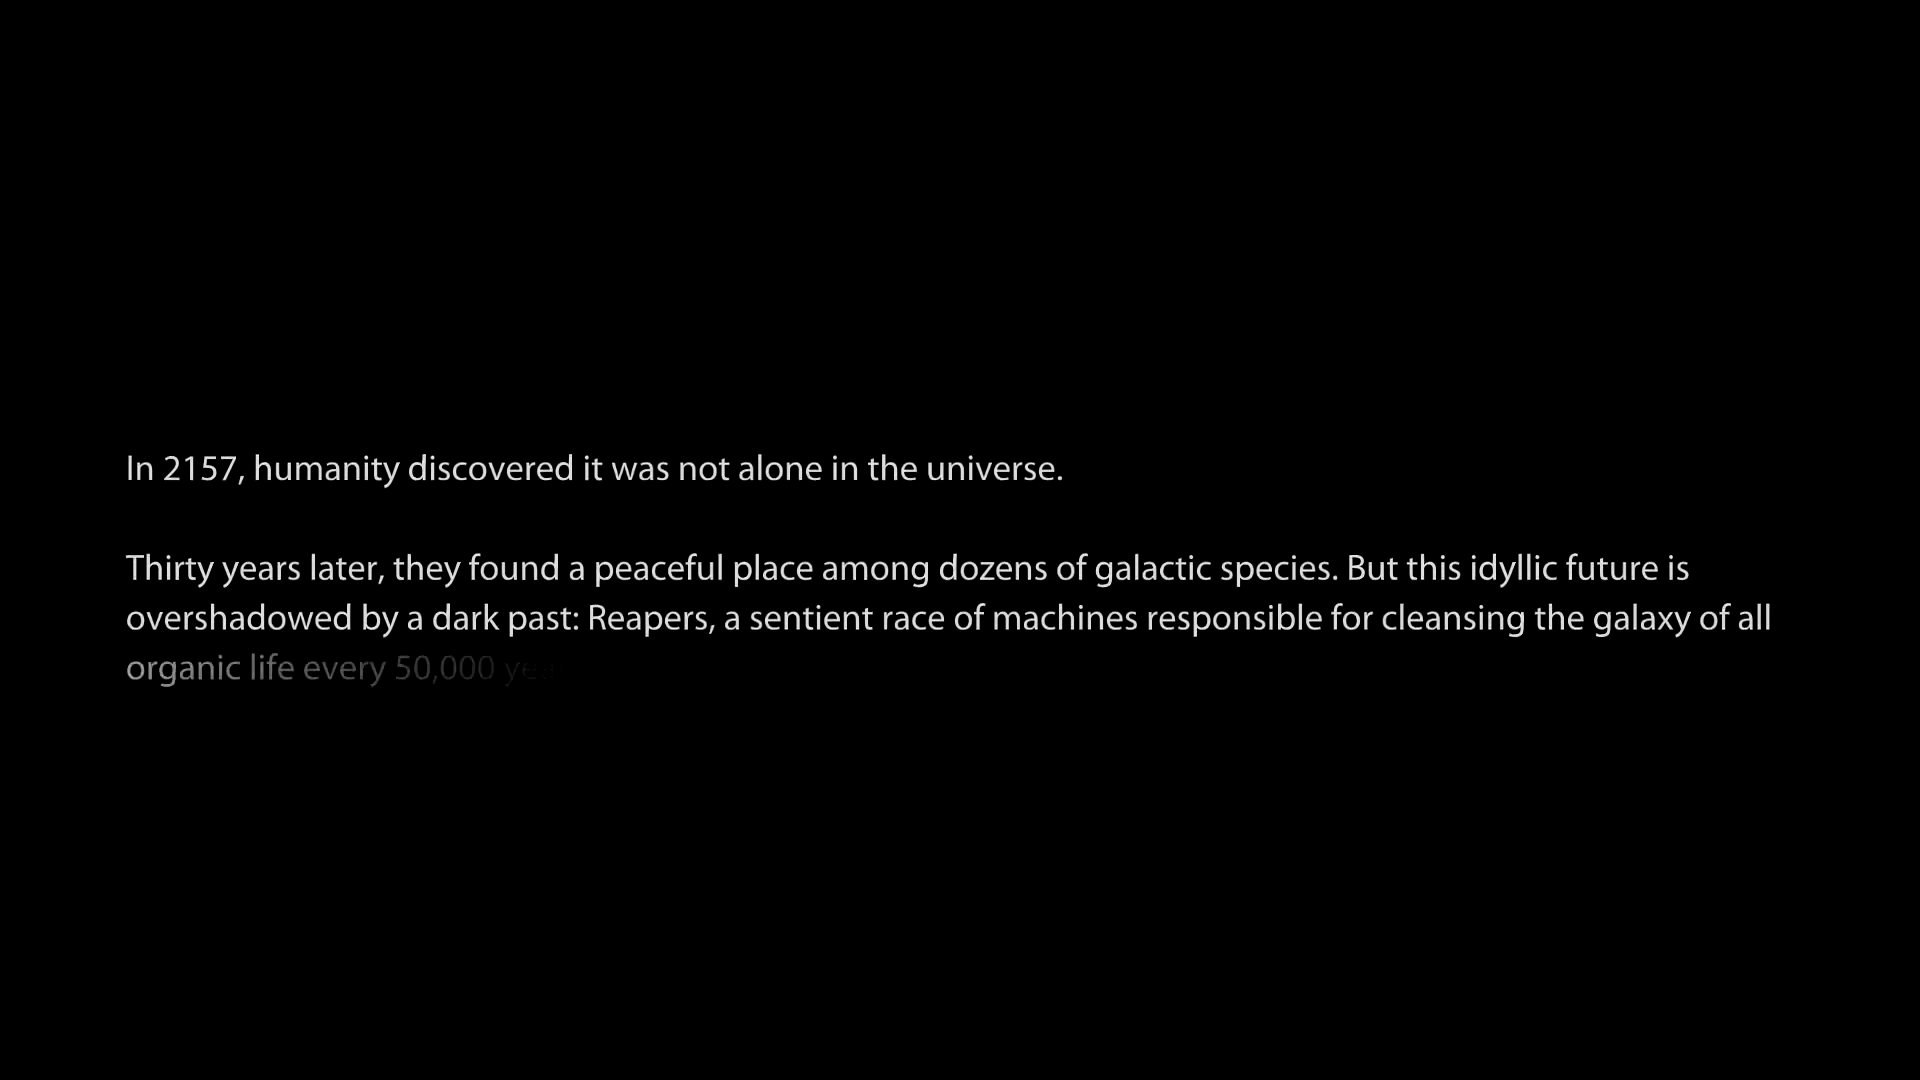 In 2157, humanity discovered it was not alone in the universe.
Thirty years later, they found a peaceful place among dozens of galactic species. But this idyllic future is
overshadowed by a dark past: Reapers, a sentient race of machines responsible for cleansing the galaxy of all
organic life every 50,000